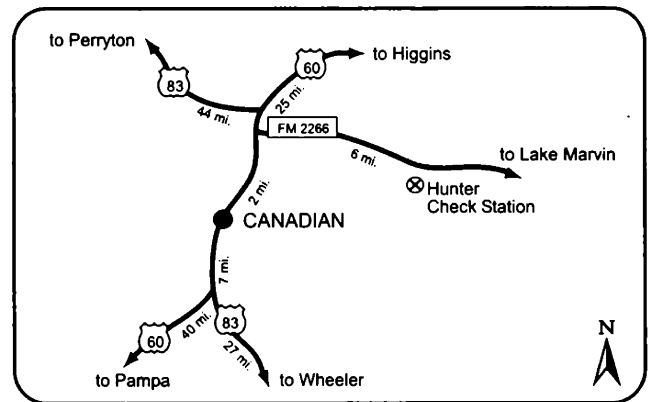 to Perryton
60
to Higgins
83
44 mi.
25 mi.
FM 2266
6 mi.
to Lake Marvin
Hunter
Check Station
2 mi.
CANADIAN
7 mi.
N
60
40 mi.
83
27 mi.
to Pampa
to Wheeler